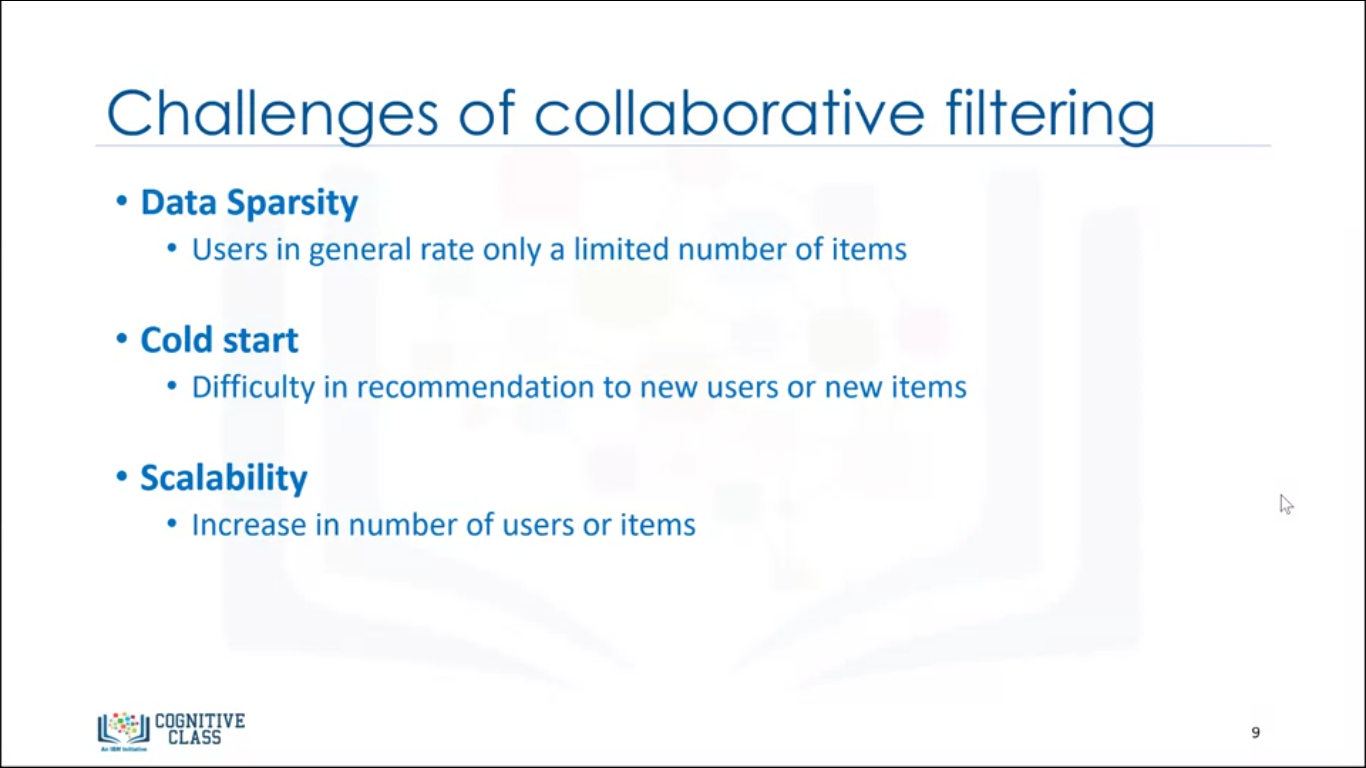 Challenges of collaborative filtering
• Data Sparsity
• Users in general rate only a limited number of items
• Cold start
• Difficulty in recommendation to new users or new items
• Scalability
• Increase in number of users or items
COGNITIVE
CLASS
An IBM Initiative
9